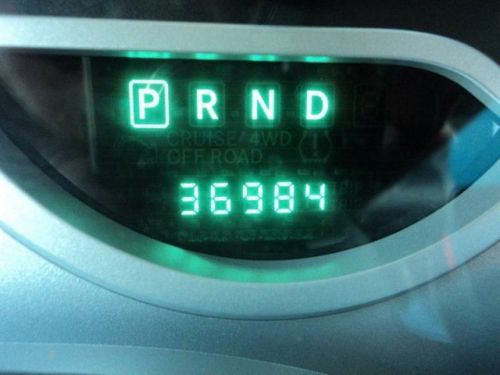 P R N D
CRUISE 4WD
OFF ROAD
36984